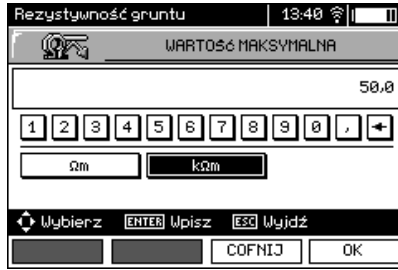 Rezystywność gruntu 13:40
WARTOŚĆ MAKSYMALNA
50,0
1 2 3 4 5 6 7 8 9 0 , ←
Ωm kΩm
Wybierz ENTER Wpisz ESC Wyjdź
COFNIJ OK